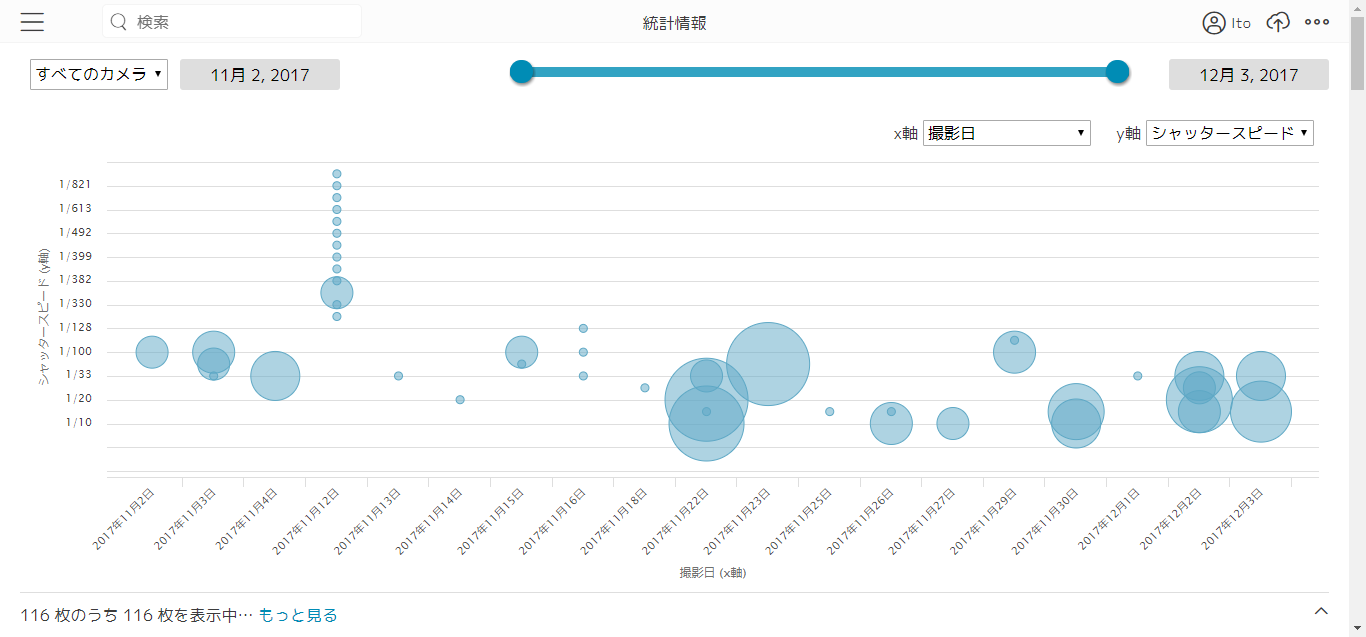 検索
統計情報
Ito
すべてのカメラ
11月 2, 2017
12月 3, 2017
x軸 撮影日
y軸 シャッタースピード
シャッタースピード (y軸)
1/821
1/613
1/492
1/399
1/382
1/330
1/128
1/100
1/33
1/20
1/10
2017年11月2日
2017年11月3日
2017年11月4日
2017年11月12日
2017年11月13日
2017年11月14日
2017年11月15日
2017年11月16日
2017年11月18日
2017年11月22日
2017年11月23日
2017年11月25日
2017年11月26日
2017年11月27日
2017年11月29日
2017年11月30日
2017年12月1日
2017年12月2日
2017年12月3日
撮影日 (x軸)
116 枚のうち 116 枚を表示中… もっと見る